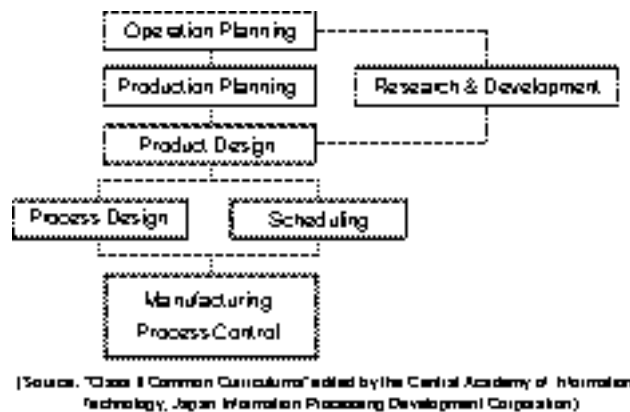 Operation Planning
Production Planning
Research & Development
Product Design
Process Design
Scheduling
Manufacturing
Process Control
(Source. "Class II Common Curriculums" edited by the Central Academy of Information
Technology, Japan Information Processing Development Corporation)